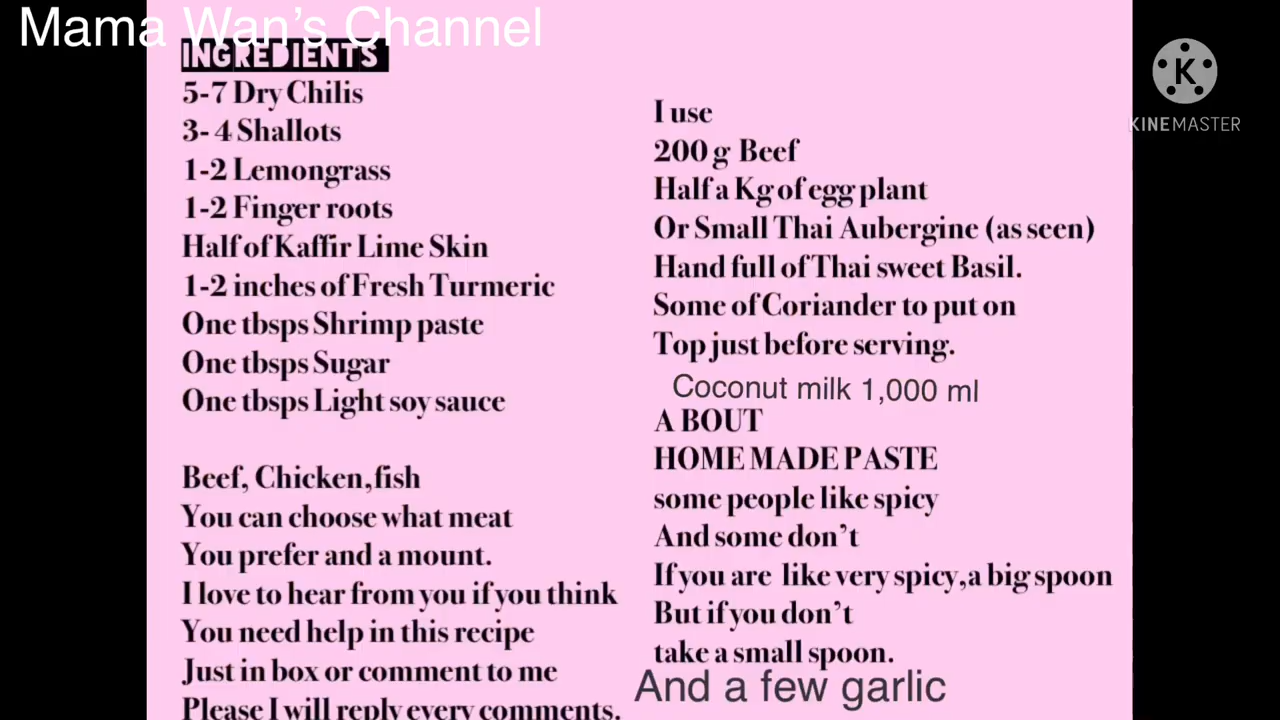 Mama Wan's Channel
INGREDIENTS
5-7 Dry Chilis
3- 4 Shallots
1-2 Lemongrass
1-2 Finger roots
Half of Kaffir Lime Skin
1-2 inches of Fresh Turmeric
One tbsps Shrimp paste
One tbsps Sugar
One tbsps Light soy sauce
Beef, Chicken,fish
You can choose what meat
You prefer and a mount.
I love to hear from you if you think
You need help in this recipe
Just in box or comment to me
Please I will reply every comments.
I use
200 g Beef
Half a Kg of egg plant
Or Small Thai Aubergine (as seen)
Hand full of Thai sweet Basil.
Some of Coriander to put on
Top just before serving.
Coconut milk 1,000 ml
A BOUT
HOME MADE PASTE
some people like spicy
And some don't
If you are like very spicy,a big spoon
But if you don't
take a small spoon.
And a few garlic
K
KINEMASTER